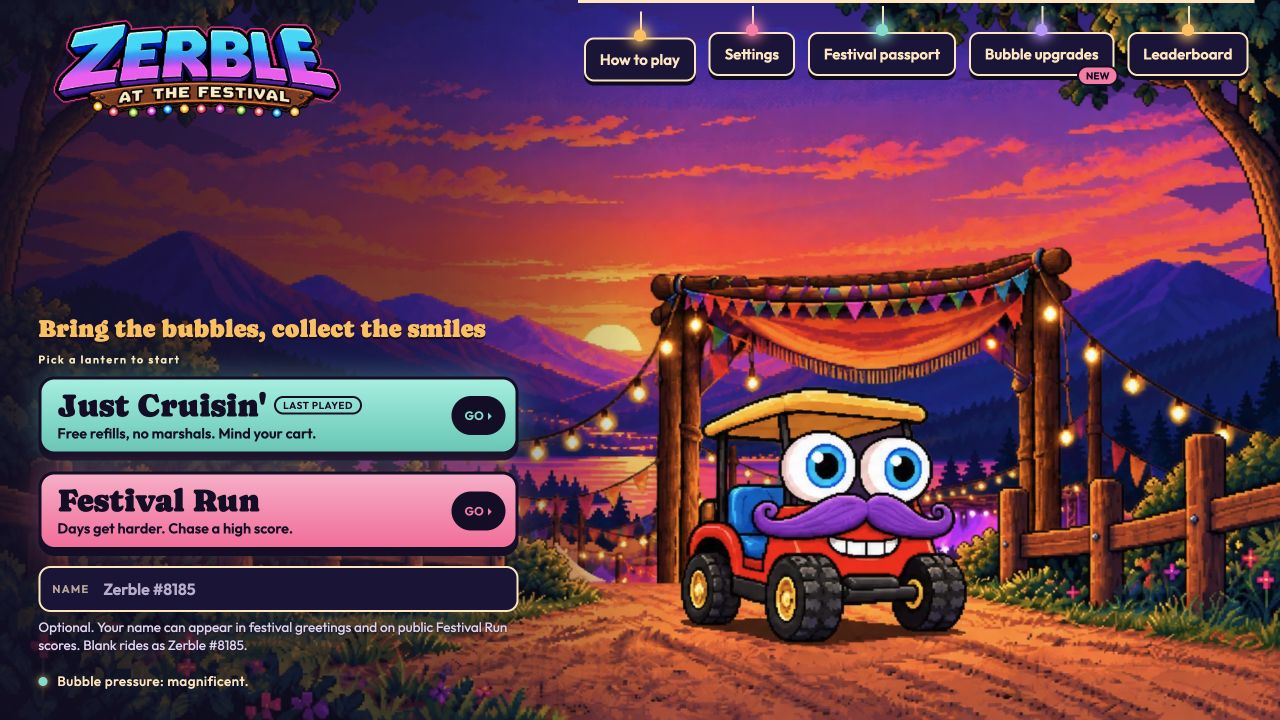 ZERBLE
AT THE FESTIVAL
How to play
Settings
Festival passport
Bubble upgrades
NEW
Leaderboard
Bring the bubbles, collect the smiles
Pick a lantern to start
Just Cruisin' LAST PLAYED
Free refills, no marshals. Mind your cart.
GO
Festival Run
Days get harder. Chase a high score.
GO
NAME Zerble #8185
Optional. Your name can appear in festival greetings and on public Festival Run
scores. Blank rides as Zerble #8185.
Bubble pressure: magnificent.